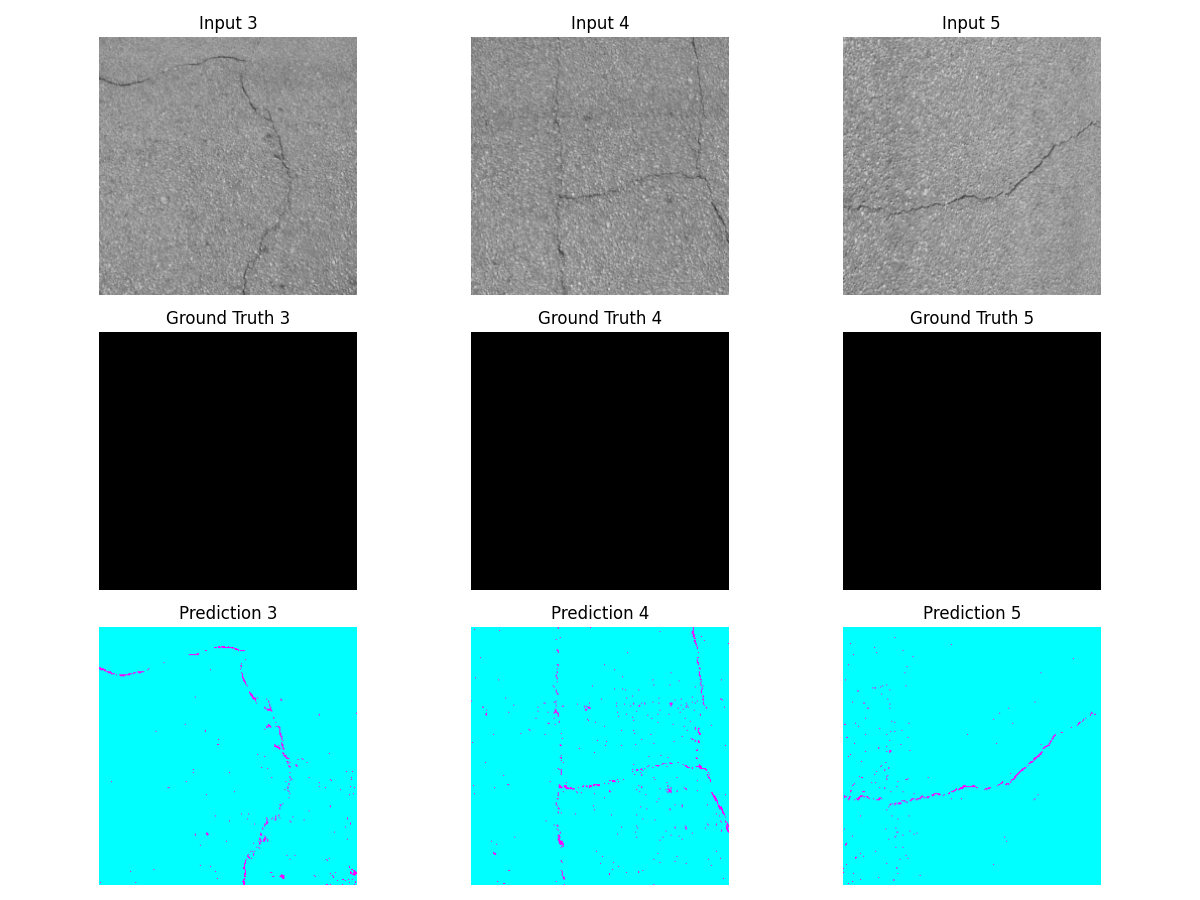 Input 3
Input 4
Input 5
Ground Truth 3
Ground Truth 4
Ground Truth 5
Prediction 3
Prediction 4
Prediction 5